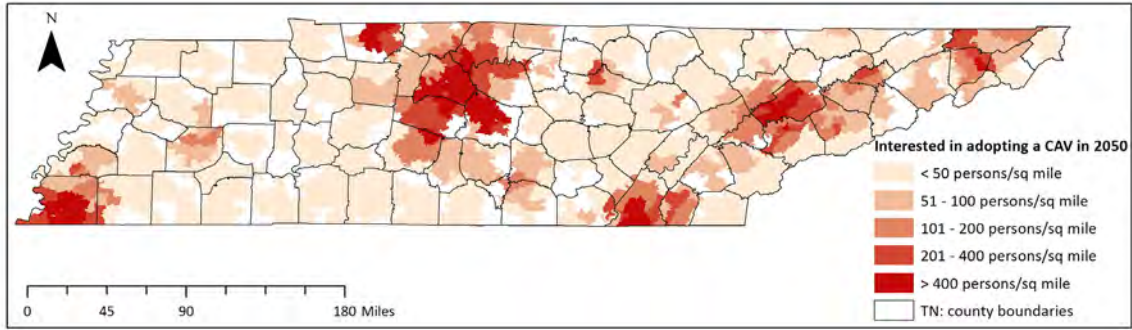 N
Interested in adopting a CAV in 2050
< 50 persons/sq mile
51 - 100 persons/sq mile
101 - 200 persons/sq mile
201 - 400 persons/sq mile
> 400 persons/sq mile
TN: county boundaries
0 45 90 180 Miles